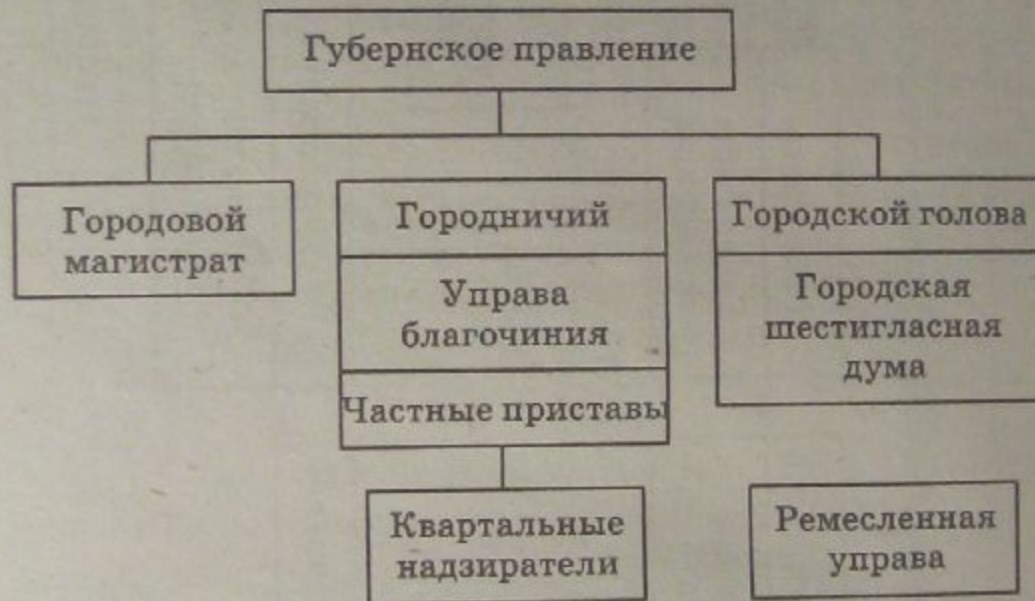 Губернское правление
Городовой
магистрат
Городничий
Управа
благочиния
Частные приставы
Городской голова
Городская
шестигласная
дума
Квартальные
надзиратели
Ремесленная
управа